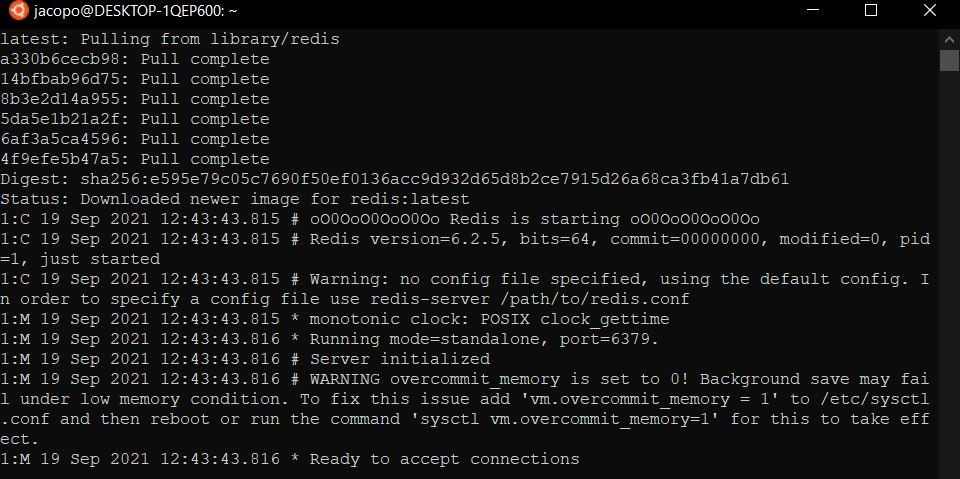 jacopo@DESKTOP-1QEP600: ~
latest: Pulling from library/redis
a330b6cecb98: Pull complete
14bfbab96d75: Pull complete
8b3e2d14a955: Pull complete
5da5e1b21a2f: Pull complete
6af3a5ca4596: Pull complete
4f9efe5b47a5: Pull complete
Digest: sha256:e595e79c05c7690f50ef0136acc9d932d65d8b2ce7915d26a68ca3fb41a7db61
Status: Downloaded newer image for redis:latest
1:C 19 Sep 2021 12:43:43.815 # oO0OoO0OoO0Oo Redis is starting oO0OoO0OoO0Oo
1:C 19 Sep 2021 12:43:43.815 # Redis version=6.2.5, bits=64, commit=00000000, modified=0, pid
=1, just started
1:C 19 Sep 2021 12:43:43.815 # Warning: no config file specified, using the default config. I
n order to specify a config file use redis-server /path/to/redis.conf
1:M 19 Sep 2021 12:43:43.815 * monotonic clock: POSIX clock_gettime
1:M 19 Sep 2021 12:43:43.816 * Running mode=standalone, port=6379.
1:M 19 Sep 2021 12:43:43.816 # Server initialized
1:M 19 Sep 2021 12:43:43.816 # WARNING overcommit_memory is set to 0! Background save may fai
l under low memory condition. To fix this issue add 'vm.overcommit_memory = 1' to /etc/sysctl
.conf and then reboot or run the command 'sysctl vm.overcommit_memory=1' for this to take eff
ect.
1:M 19 Sep 2021 12:43:43.816 * Ready to accept connections